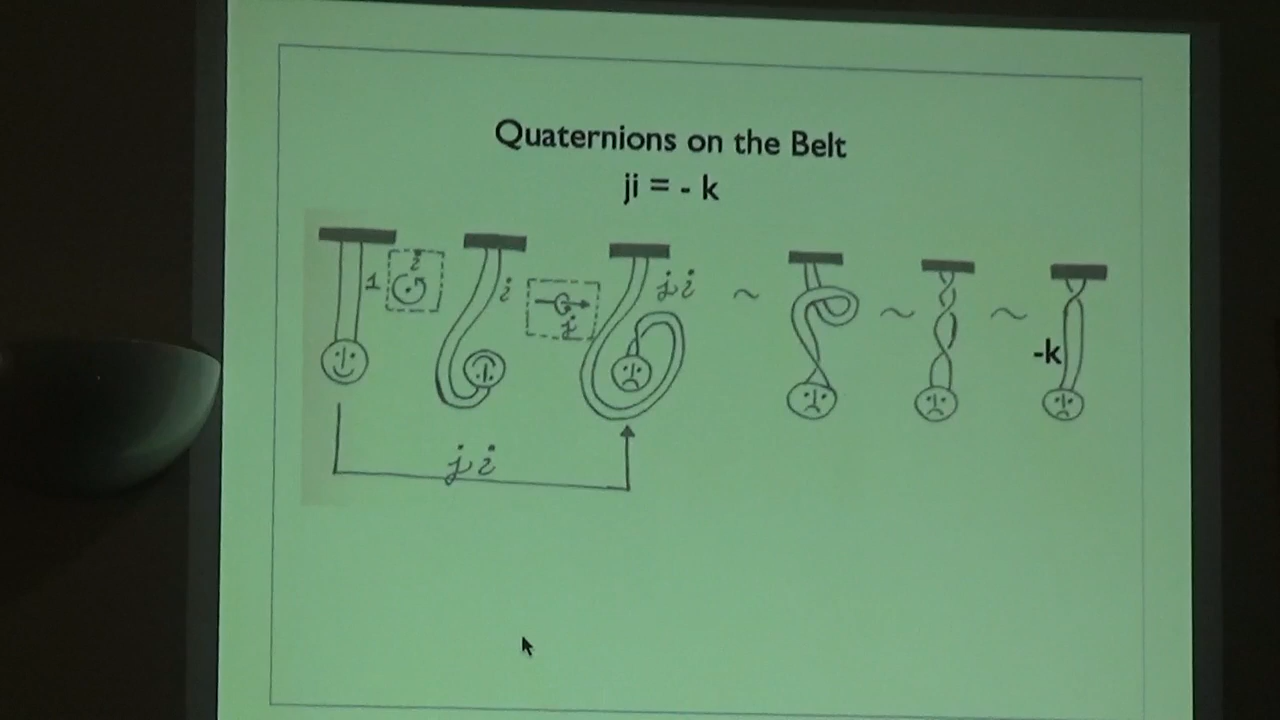 Quaternions on the Belt
ji = - k
1
i
i
j
ji
~
~
~
-k
ji